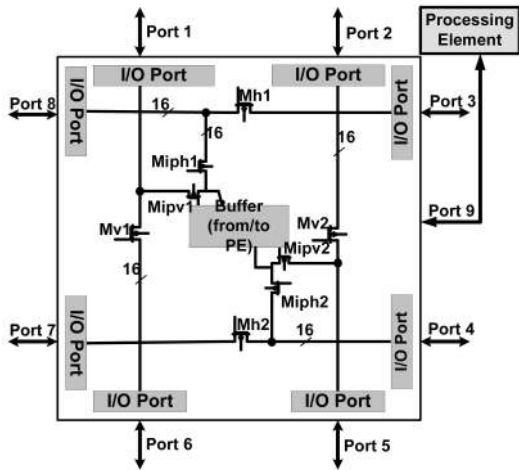 Port 1
Port 2
Processing
Element
I/O Port
I/O Port
Port 8
I/O Port
16
Mh1
I/O Port
Port 3
16
16
Miph1
Mipv1
Buffer
(from/to
PE)
Mv1
Mv2
Port 9
Mipv2
16
Miph2
Port 7
I/O Port
Mh2
16
I/O Port
Port 4
I/O Port
I/O Port
Port 6
Port 5